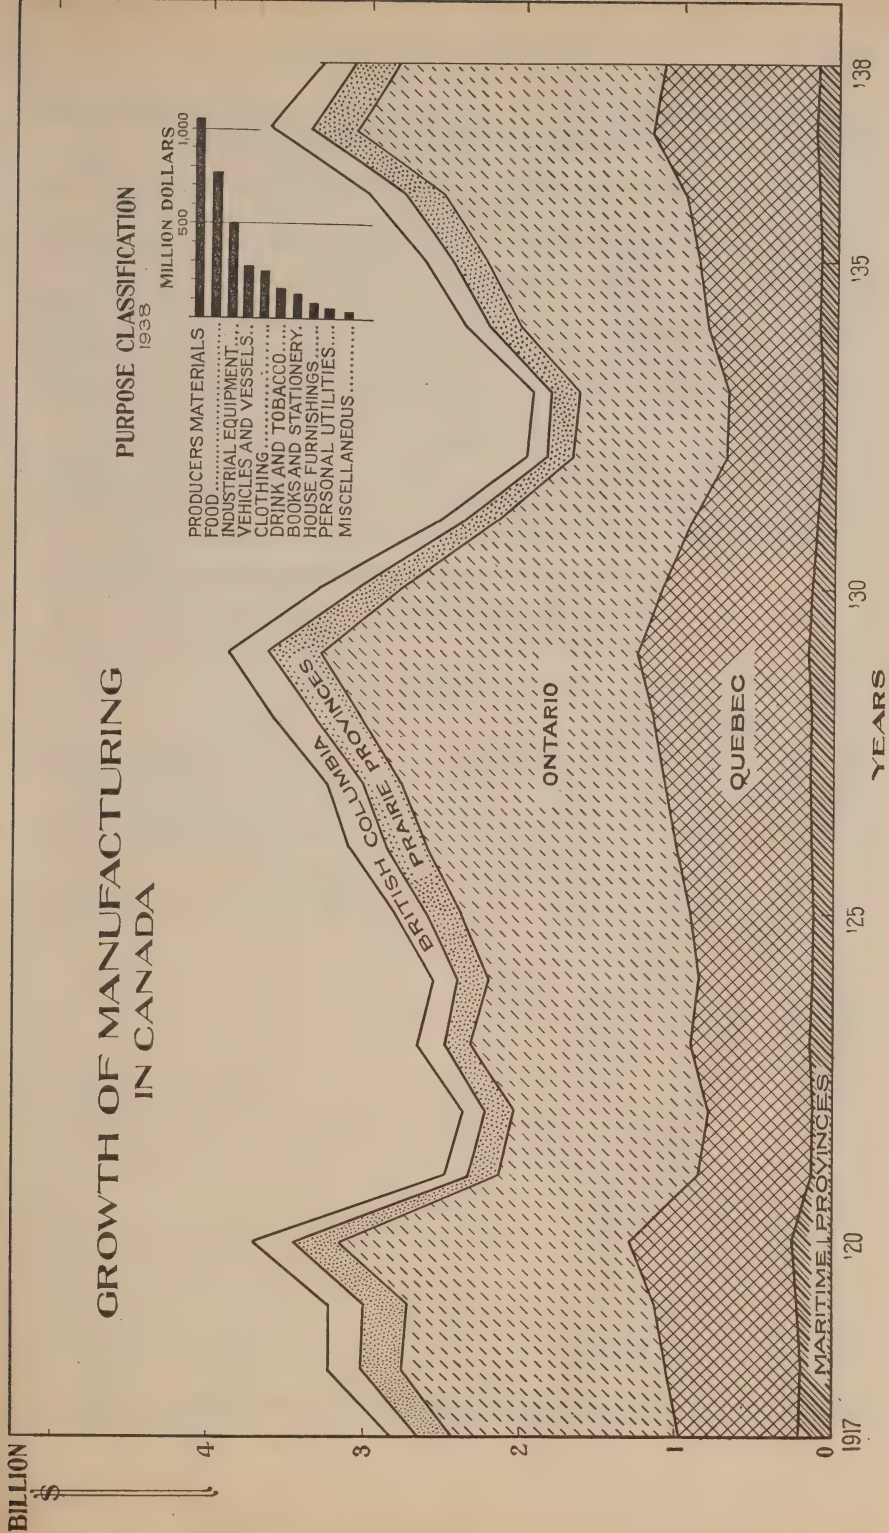 GROWTH OF MANUFACTURING
IN CANADA
BILLION
$
4
3
2
1
0
PURPOSE CLASSIFICATION
1938
MILLION DOLLARS
500 1,000
PRODUCERS MATERIALS
FOOD
INDUSTRIAL EQUIPMENT
VEHICLES AND VESSELS
CLOTHING
DRINK AND TOBACCO
BOOKS AND STATIONERY
HOUSE FURNISHINGS
PERSONAL UTILITIES
MISCELLANEOUS
BRITISH COLUMBIA
PRAIRIE PROVINCES
ONTARIO
QUEBEC
MARITIME PROVINCES
1917 '20 '25 '30 '35 '38
YEARS